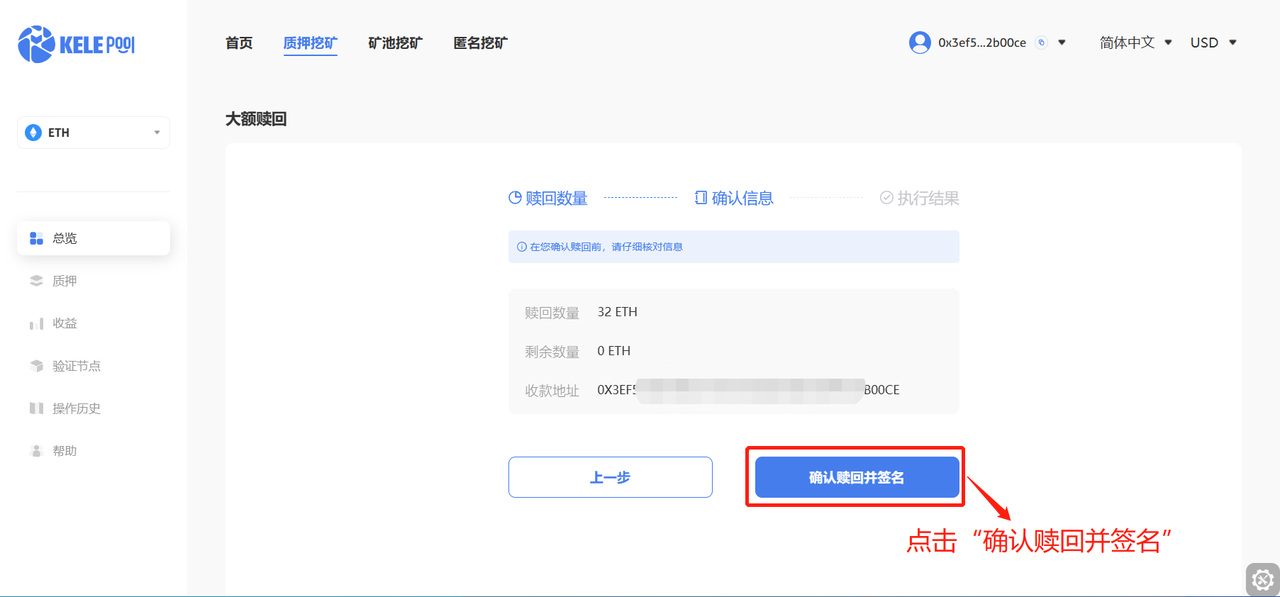 KELE POOL
首页 质押挖矿 矿池挖矿 匿名挖矿 0x3ef5...2b00ce 简体中文 USD
ETH
总览
质押
收益
验证节点
操作历史
帮助
大额赎回
赎回数量 确认信息 执行结果
在您确认赎回前，请仔细核对信息
赎回数量 32 ETH
剩余数量 0 ETH
收款地址 0X3EF5 B00CE
上一步 确认赎回并签名
点击“确认赎回并签名”